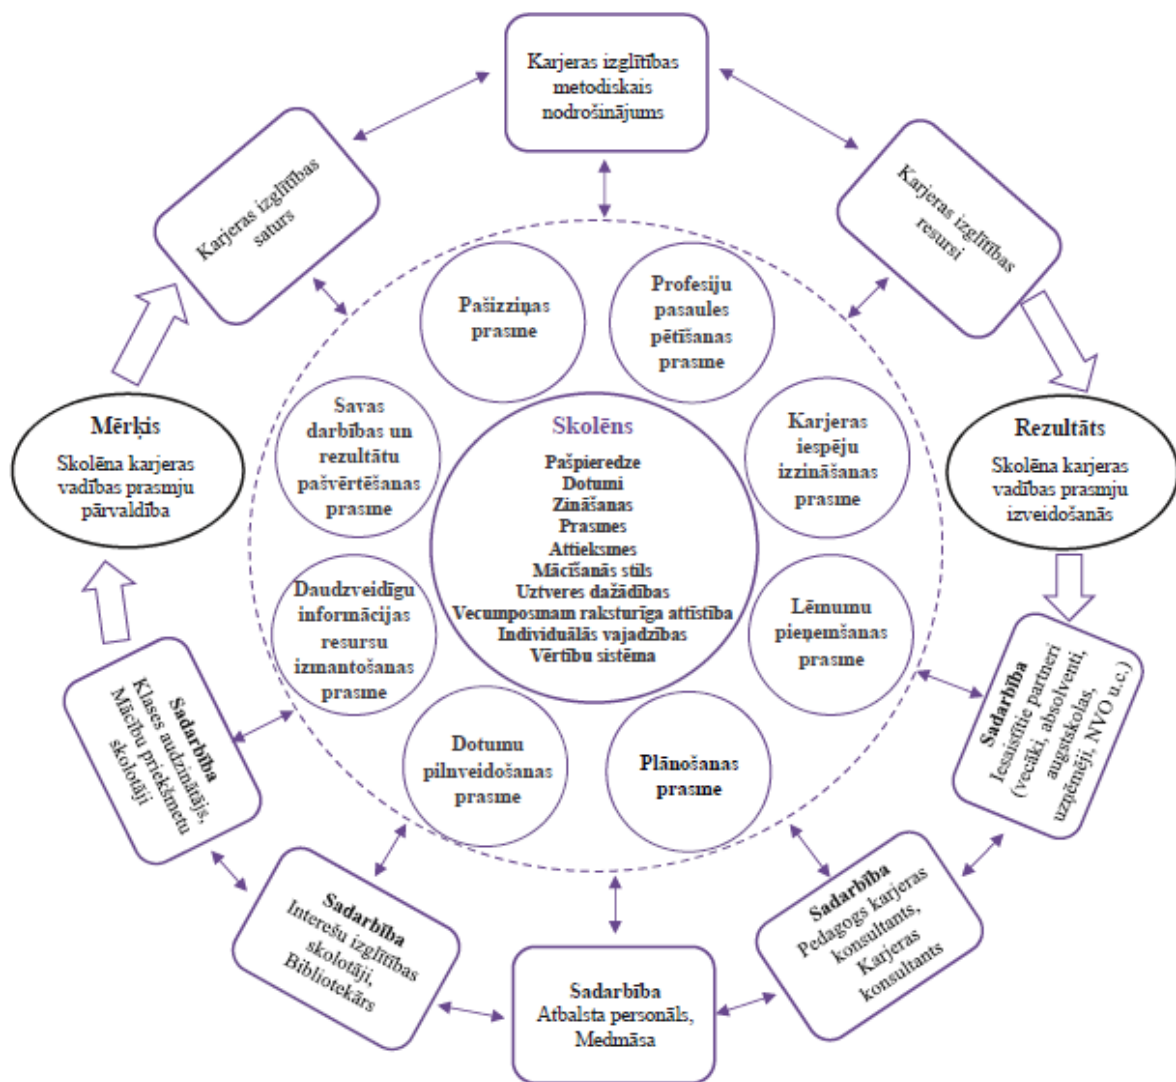 Karjeras izglītības
metodiskais
nodrošinājums
Karjeras izglītības
saturs
Karjeras izglītības
resursi
Pašizziņas
prasme
Profesiju
pasaules
pētīšanas
prasme
Mērķis
Skolēna karjeras
vadības prasmju
pārvaldība
Savas
darbības un
rezultātu
pašvērtēšanas
prasme
Skolēns
Pašpieredze
Dotumi
Zināšanas
Prasmes
Attieksmes
Mācīšanās stils
Uztveres dažādības
Vecumposmam raksturīga attīstība
Individuālās vajadzības
Vērtību sistēma
Karjeras
iespēju
izzināšanas
prasme
Rezultāts
Skolēna karjeras
vadības prasmju
izveidošanās
Daudzveidīgu
informācijas
resursu
izmantošanas
prasme
Lēmumu
pieņemšanas
prasme
Sadarbība
Klases audzinātājs,
Mācību priekšmetu
skolotāji
Dotumu
pilnveidošanas
prasme
Plānošanas
prasme
Sadarbība
Iesaistītie partneri
(vecāki, absolventi,
augstskolas,
uzņēmēji, NVO u.c.)
Sadarbība
Interešu izglītības
skolotāji,
Bibliotekārs
Sadarbība
Atbalsta personāls,
Medmāsa
Sadarbība
Pedagogs karjeras
konsultants,
Karjeras
konsultants